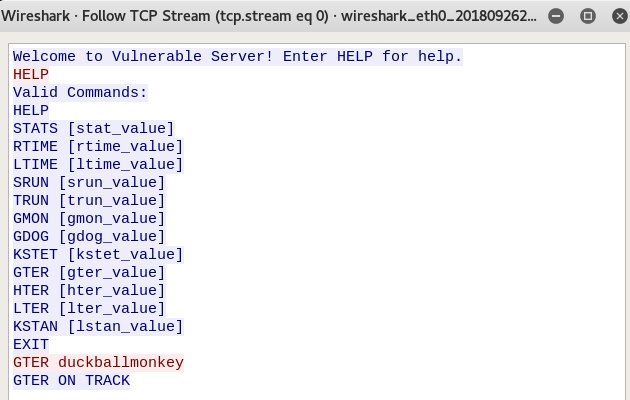 Wireshark · Follow TCP Stream (tcp.stream eq 0) · wireshark_eth0_201809262...
Welcome to Vulnerable Server! Enter HELP for help.
HELP
Valid Commands:
HELP
STATS [stat_value]
RTIME [rtime_value]
LTIME [ltime_value]
SRUN [srun_value]
TRUN [trun_value]
GMON [gmon_value]
GDOG [gdog_value]
KSTET [kstet_value]
GTER [gter_value]
HTER [hter_value]
LTER [lter_value]
KSTAN [lstan_value]
EXIT
GTER duckballmonkey
GTER ON TRACK